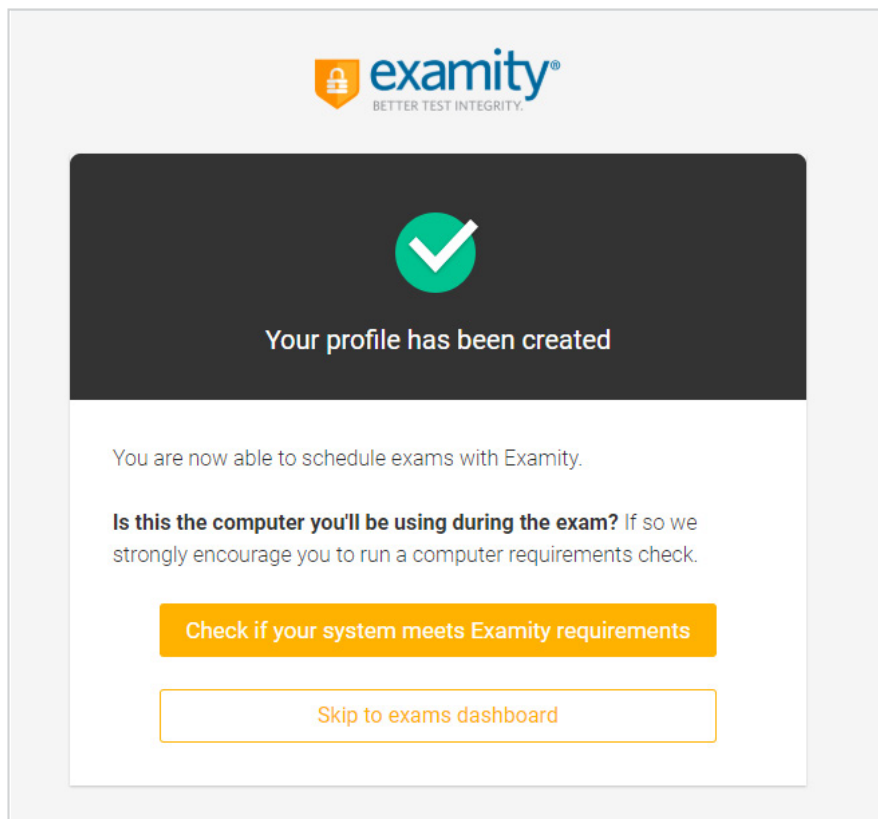 examity®
BETTER TEST INTEGRITY.
Your profile has been created
You are now able to schedule exams with Examity.
Is this the computer you'll be using during the exam? If so we
strongly encourage you to run a computer requirements check.
Check if your system meets Examity requirements
Skip to exams dashboard